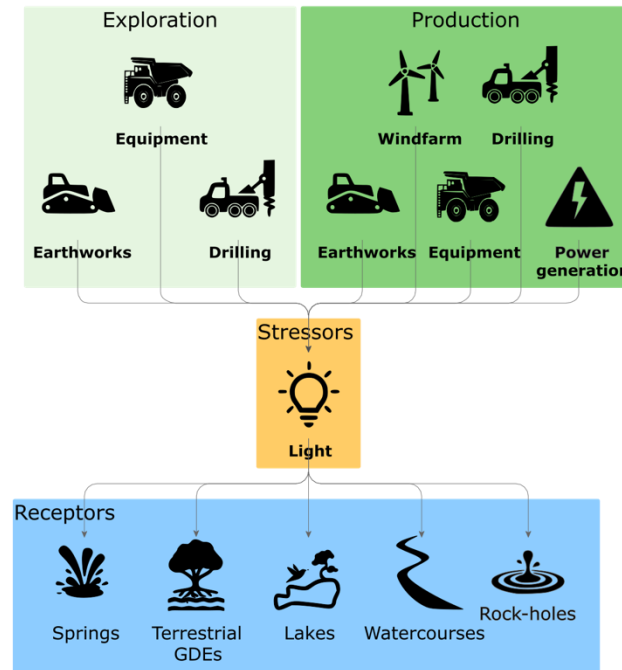 Exploration
Production
Equipment
Windfarm
Drilling
Earthworks
Drilling
Earthworks
Equipment
Power
generation
Stressors
Light
Receptors
Springs
Terrestrial
GDEs
Lakes
Watercourses
Rock-holes